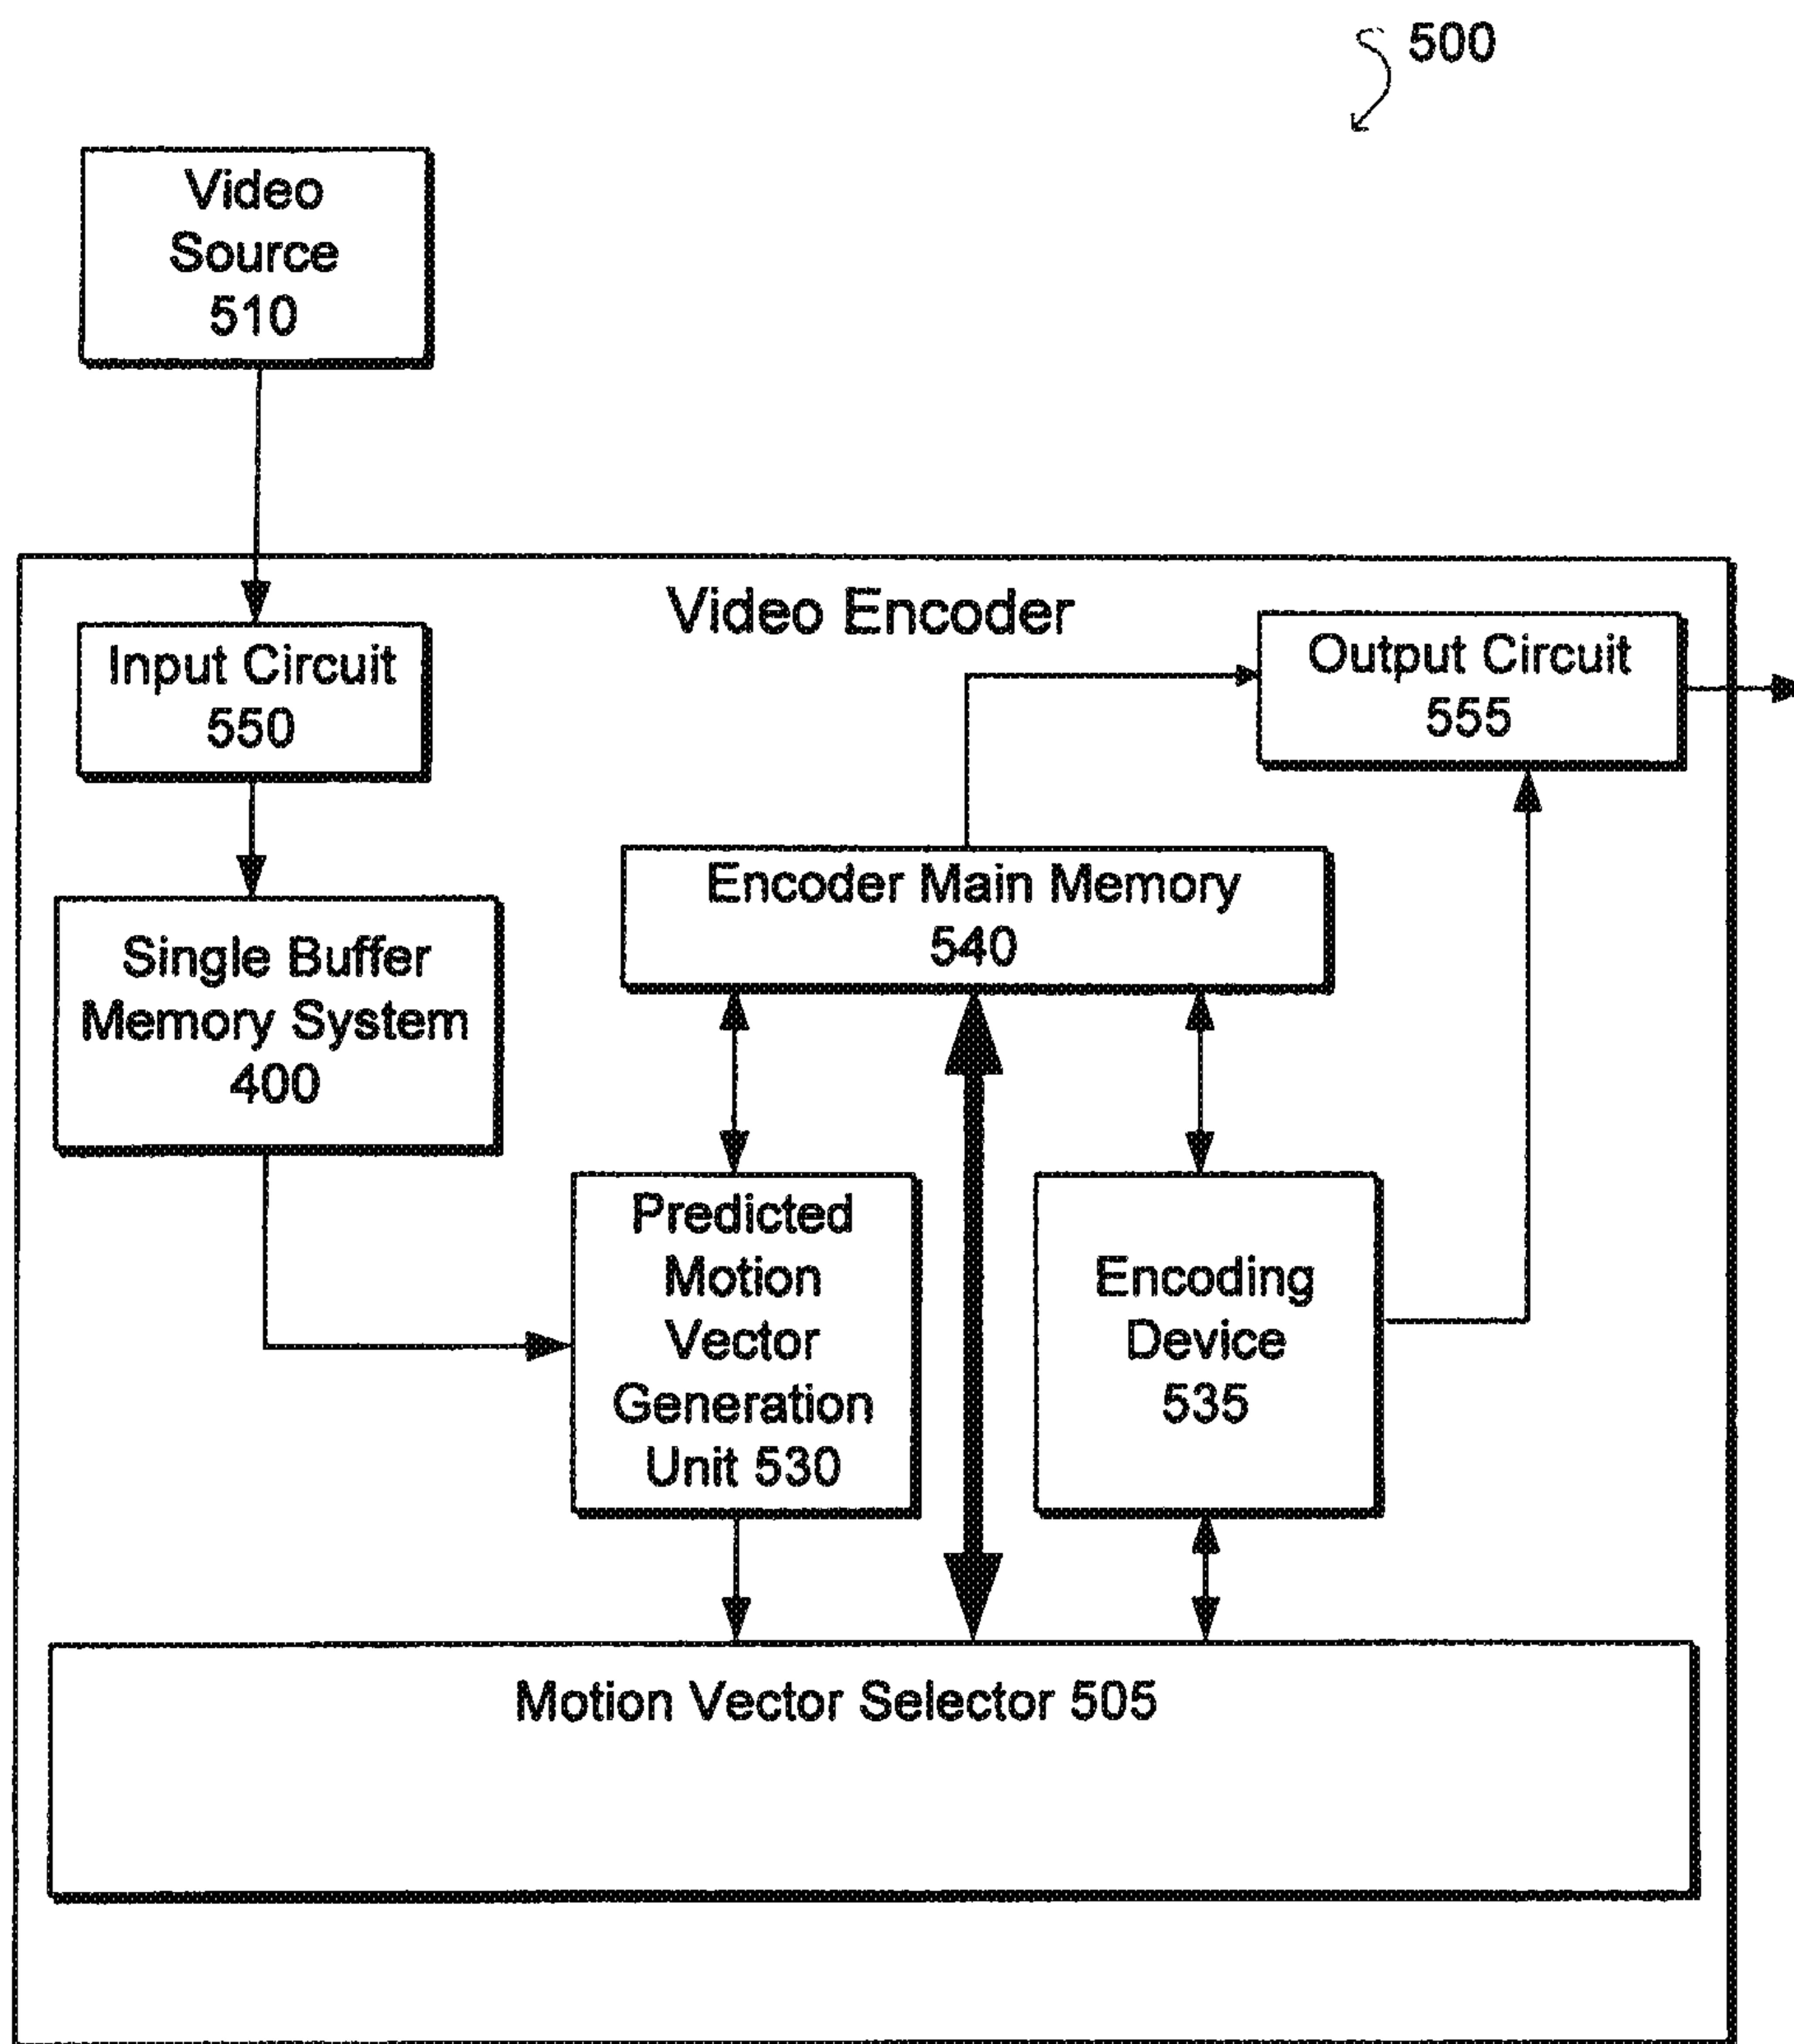 500
Video
Source
510
Video Encoder
Input Circuit
550
Output Circuit
555
Single Buffer
Memory System
400
Encoder Main Memory
540
Predicted
Motion
Vector
Generation
Unit 530
Encoding
Device
535
Motion Vector Selector 505